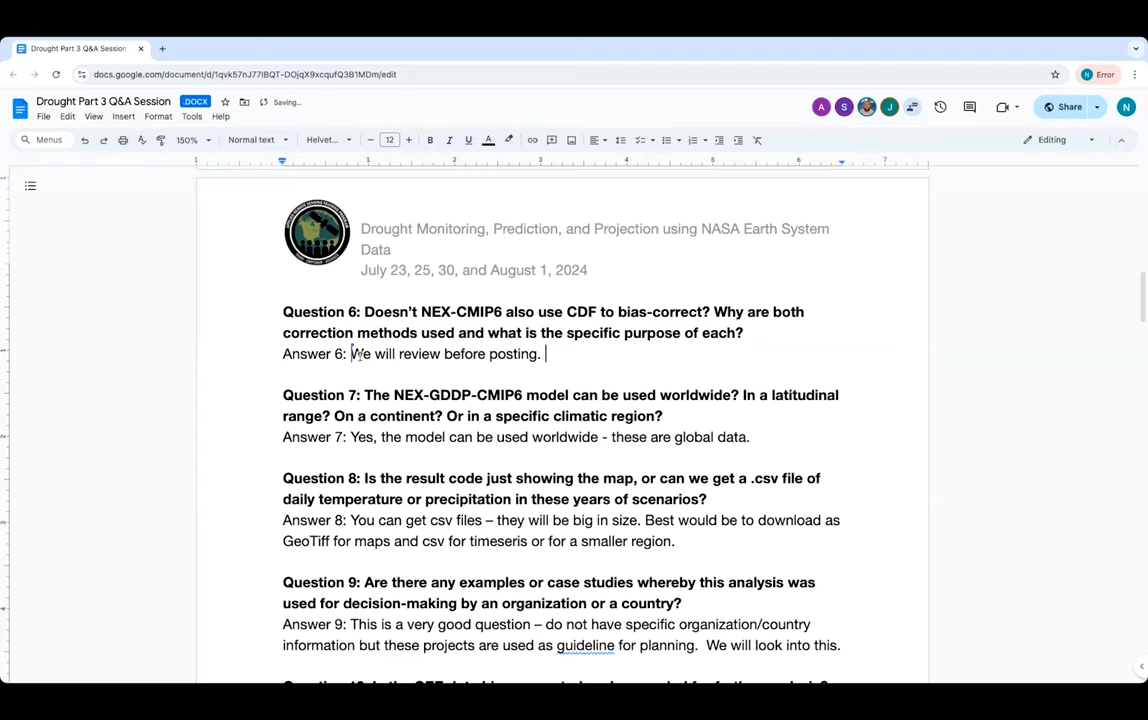 Drought Part 3 Q&A Session
docs.google.com/document/d/1qvk57nJ77IBQT-DOjqX9xcqufQ3B1MDm/edit
N Error
Drought Part 3 Q&A Session .DOCX Saving...
File Edit View Insert Format Tools Help
A S J Share N
Menus 150% Normal text Helvet... 12 B I U A Editing
1 1 2 3 4 5 6 7
Drought Monitoring, Prediction, and Projection using NASA Earth System
Data
July 23, 25, 30, and August 1, 2024
Question 6: Doesn't NEX-CMIP6 also use CDF to bias-correct? Why are both
correction methods used and what is the specific purpose of each?
Answer 6: We will review before posting.
Question 7: The NEX-GDDP-CMIP6 model can be used worldwide? In a latitudinal
range? On a continent? Or in a specific climatic region?
Answer 7: Yes, the model can be used worldwide - these are global data.
Question 8: Is the result code just showing the map, or can we get a .csv file of
daily temperature or precipitation in these years of scenarios?
Answer 8: You can get csv files – they will be big in size. Best would be to download as
GeoTiff for maps and csv for timeseris or for a smaller region.
Question 9: Are there any examples or case studies whereby this analysis was
used for decision-making by an organization or a country?
Answer 9: This is a very good question – do not have specific organization/country
information but these projects are used as guideline for planning. We will look into this.